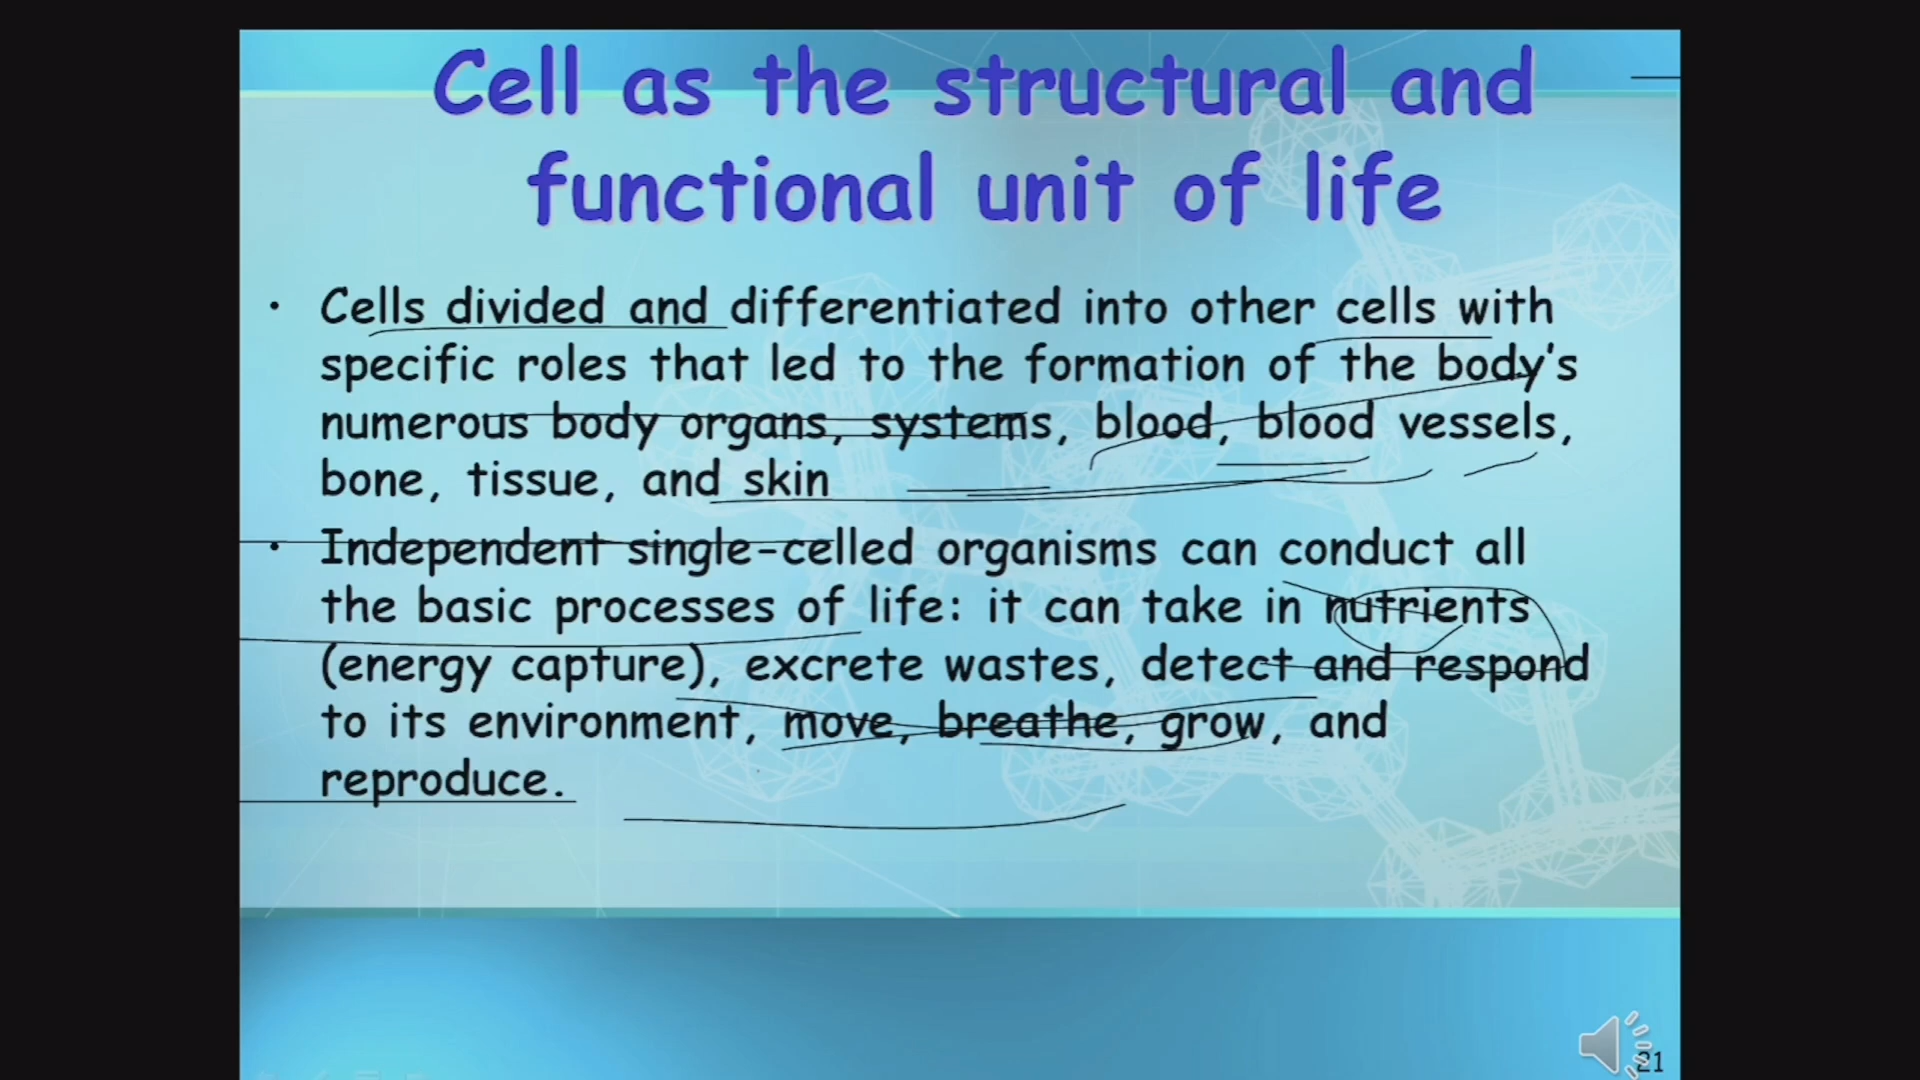 Cell as the structural and
functional unit of life
• Cells divided and differentiated into other cells with
specific roles that led to the formation of the body's
numerous body organs, systems, blood, blood vessels,
bone, tissue, and skin
• Independent single-celled organisms can conduct all
the basic processes of life: it can take in nutrients
(energy capture), excrete wastes, detect and respond
to its environment, move, breathe, grow, and
reproduce.
21